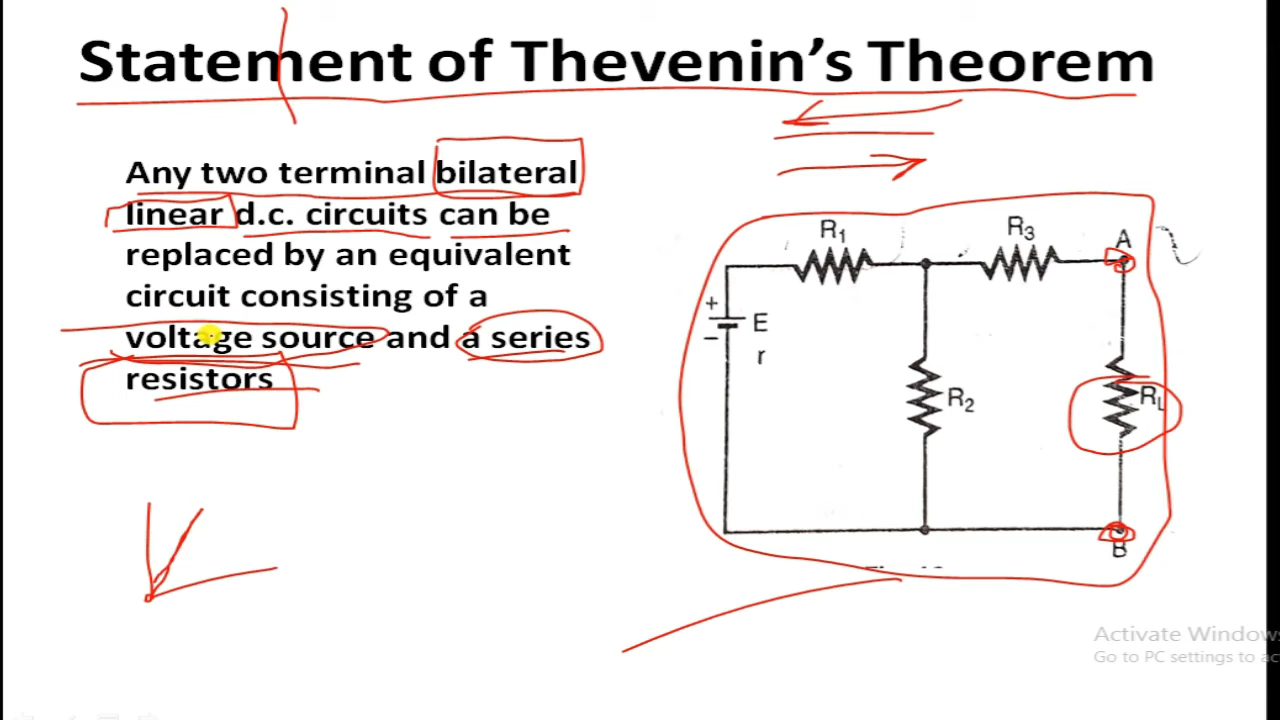 Statement of Thevenin's Theorem
Any two terminal bilateral
linear d.c. circuits can be
replaced by an equivalent
circuit consisting of a
voltage source and a series
resistors
R1
R3
A
+
E
−
r
R2
RL
B
Activate Windows
Go to PC settings to